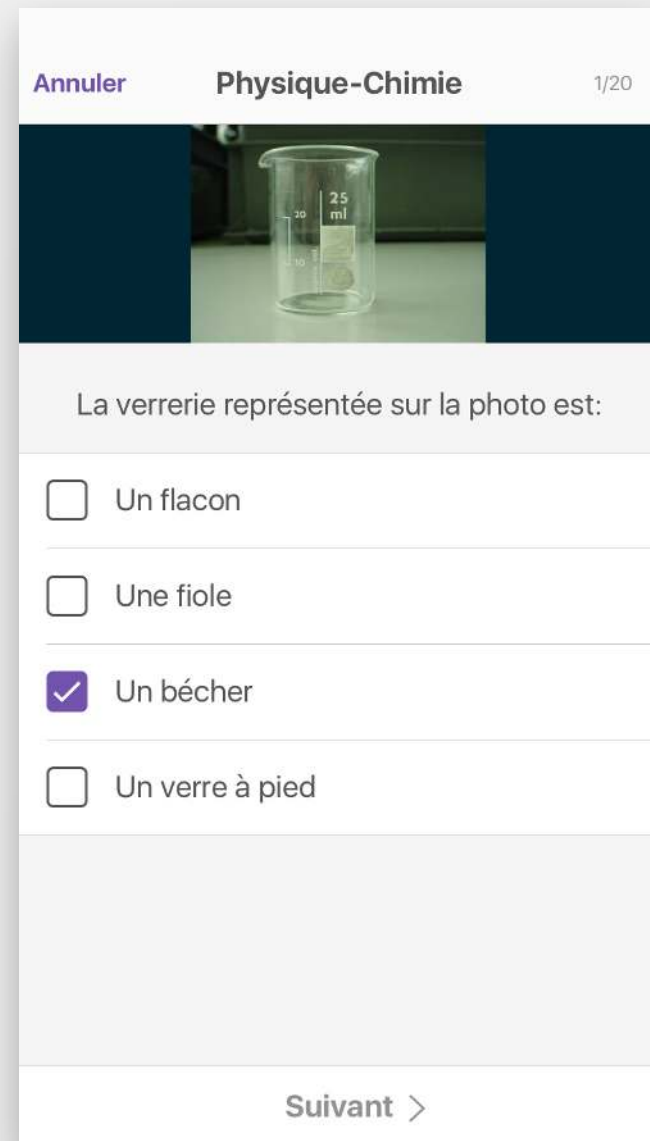 Annuler Physique-Chimie 1/20
25
20 ml
10
La verrerie représentée sur la photo est:
Un flacon
Une fiole
Un bécher
Un verre à pied
Suivant